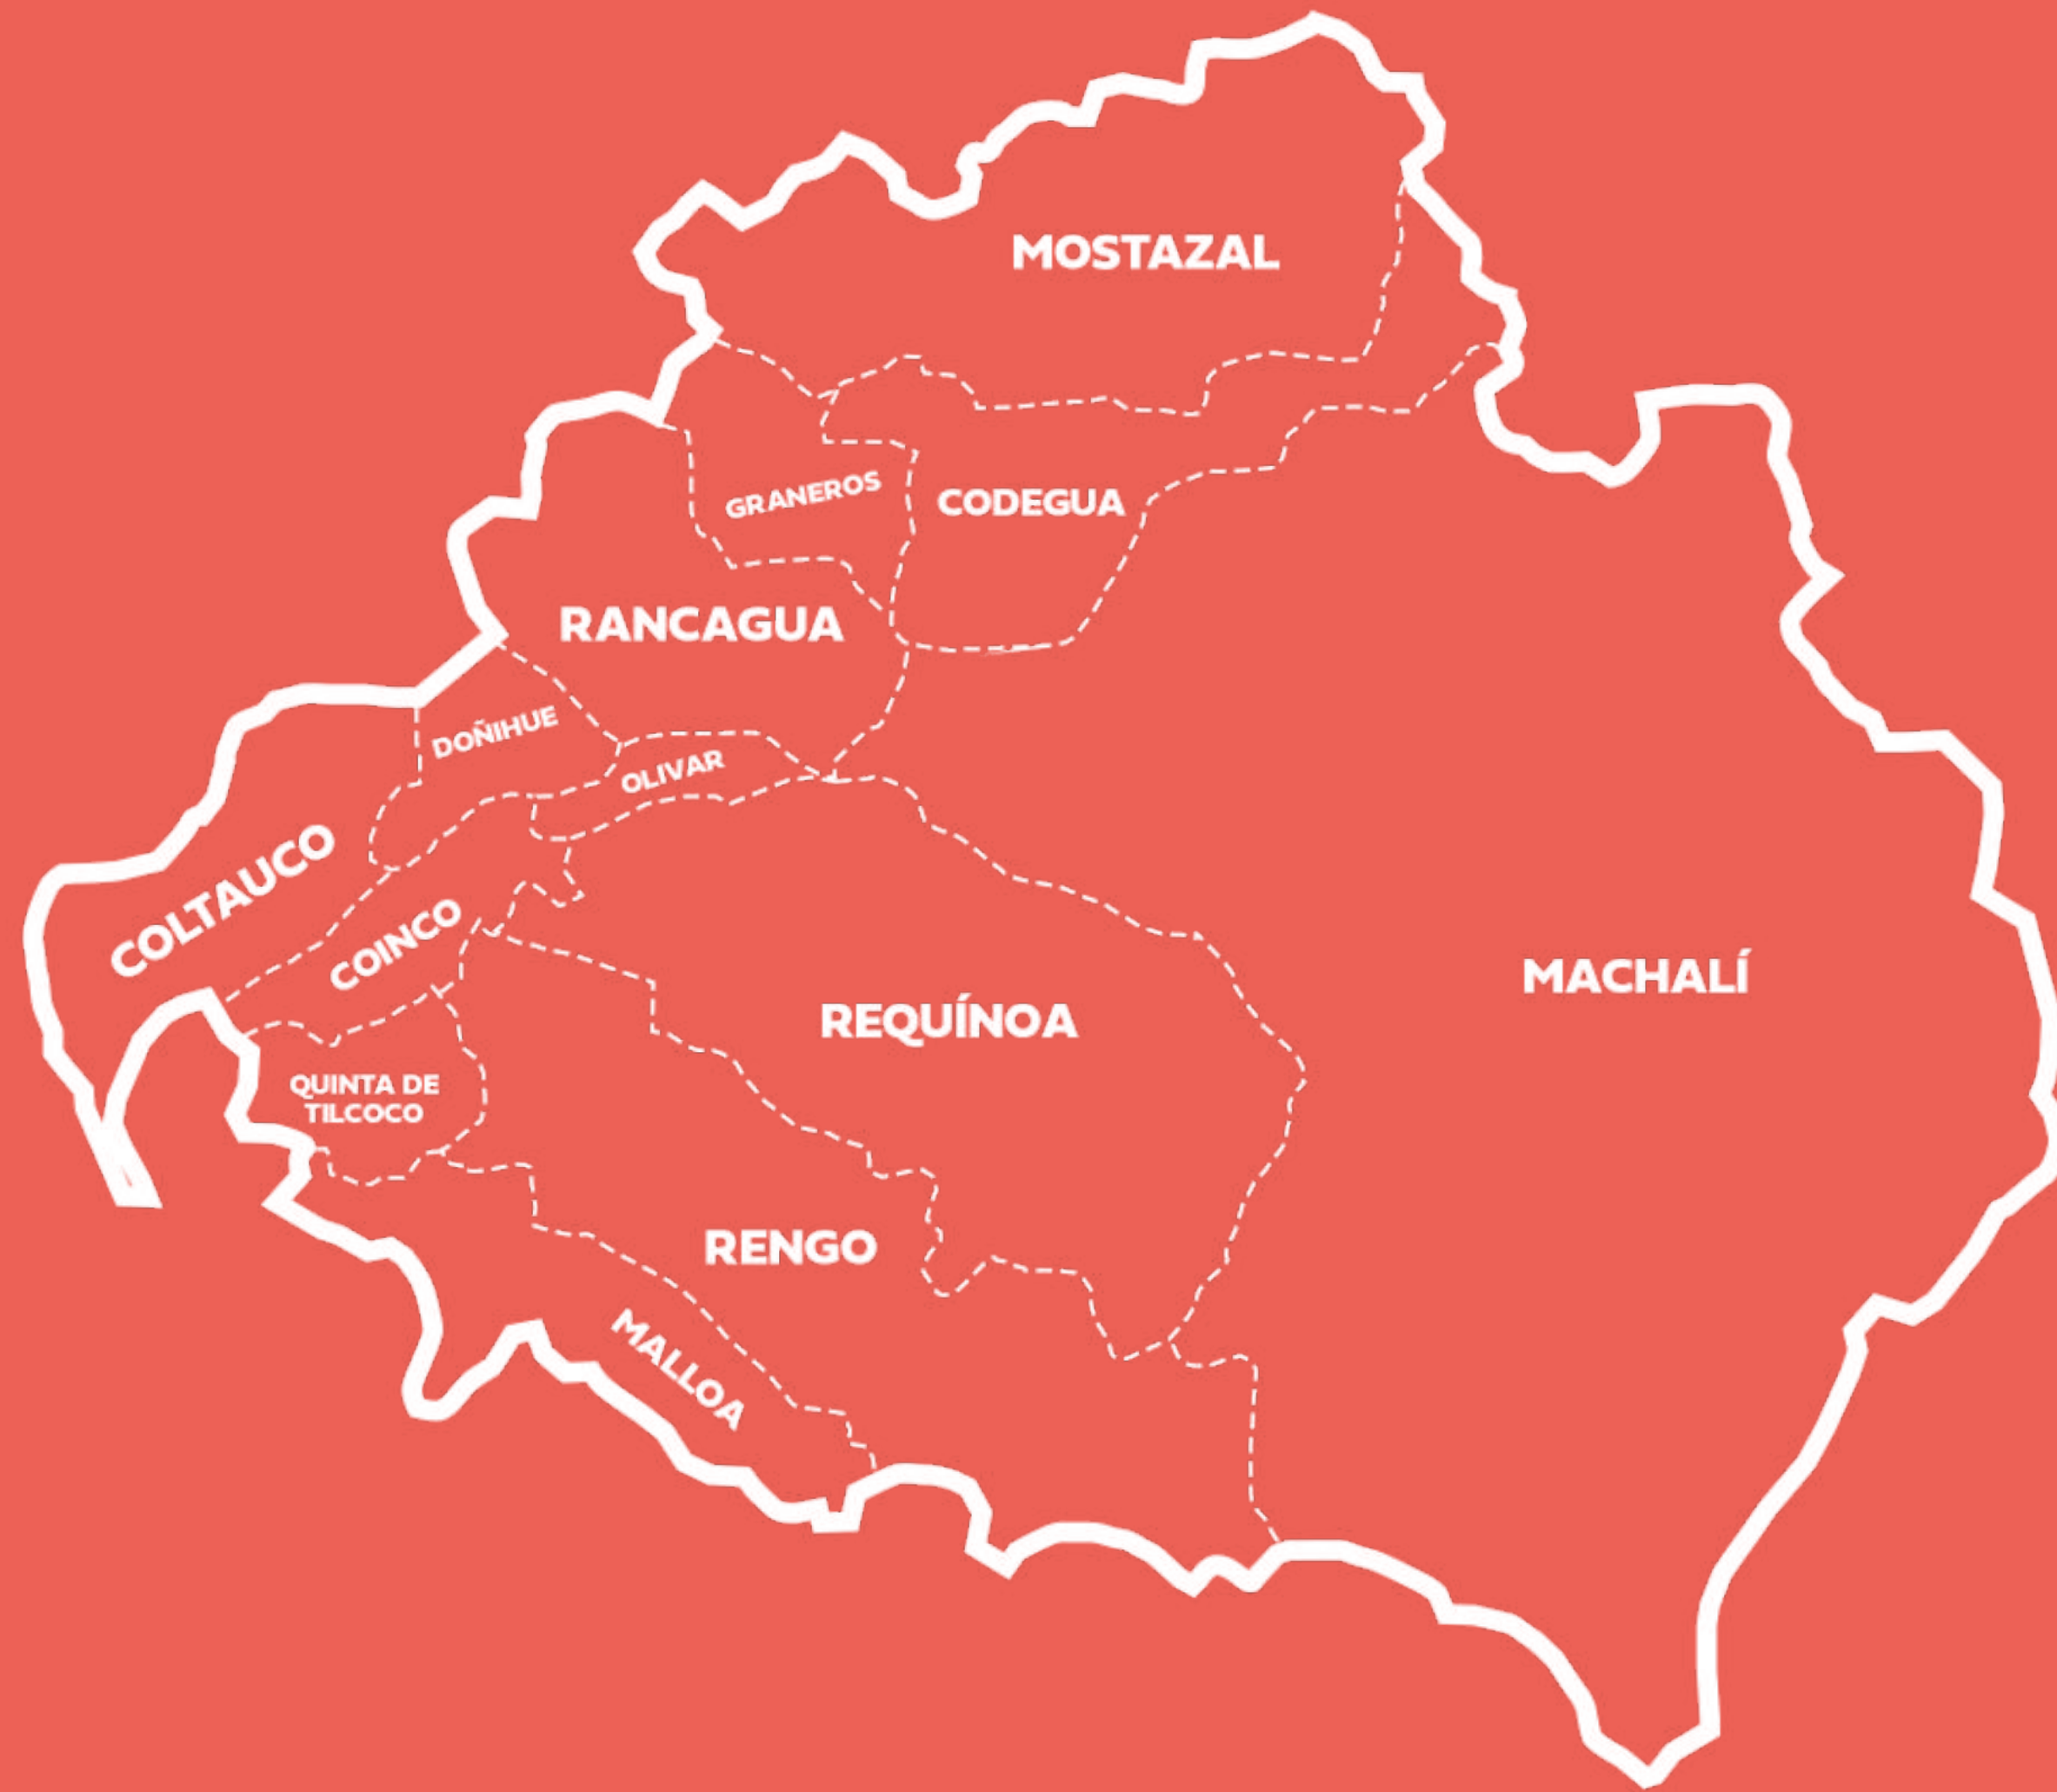 MOSTAZAL
GRANEROS
CODEGUA
RANCAGUA
DOÑIHUE
OLIVAR
COLTAUCO
COINCO
MACHALÍ
REQUÍNOA
QUINTA DE
TILCOCO
RENGO
MALLOA